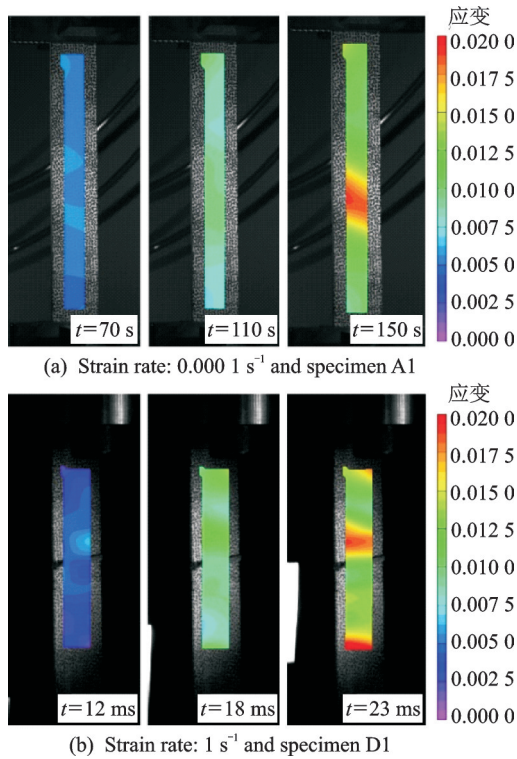 应变
0.020 0
0.017 5
0.015 0
0.012 5
0.010 0
0.007 5
0.005 0
0.002 5
0.000 0
t=70 s
t=110 s
t=150 s
(a) Strain rate: 0.000 1 s⁻¹ and specimen A1
应变
0.020 0
0.017 5
0.015 0
0.012 5
0.010 0
0.007 5
0.005 0
0.002 5
0.000 0
t=12 ms
t=18 ms
t=23 ms
(b) Strain rate: 1 s⁻¹ and specimen D1